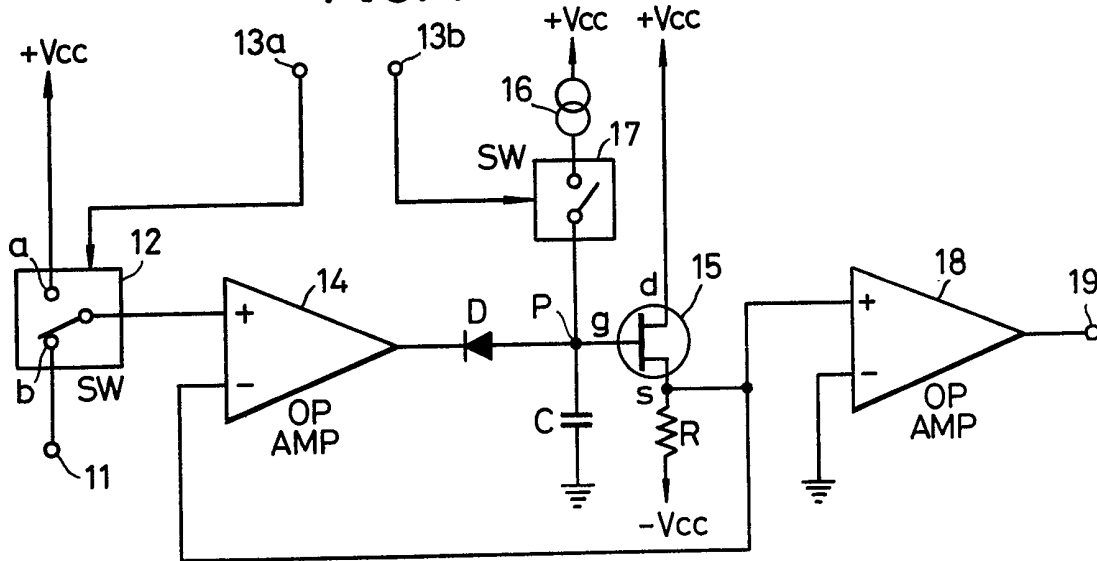 +Vcc
13a
13b
+Vcc
+Vcc
16
17
SW
a
12
b
SW
11
+
-
14
OP
AMP
D
P
g
d
15
s
C
R
-Vcc
+
-
18
OP
AMP
19